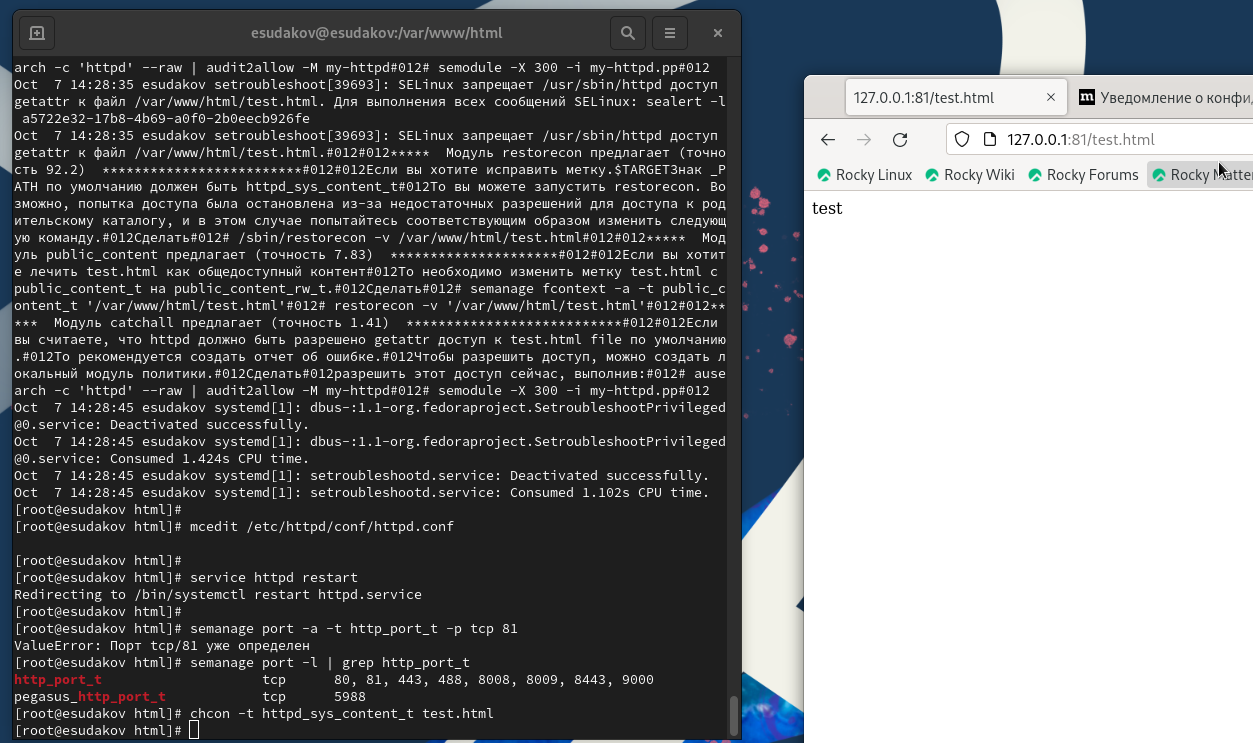 esudakov@esudakov:/var/www/html
arch -c 'httpd' --raw | audit2allow -M my-httpd#012# semodule -X 300 -i my-httpd.pp#012
Oct  7 14:28:35 esudakov setroubleshoot[39693]: SELinux запрещает /usr/sbin/httpd доступ
getattr к файл /var/www/html/test.html. Для выполнения всех сообщений SELinux: sealert -l
 a5722e32-17b8-4b69-a0f0-2b0eecb926fe
Oct  7 14:28:35 esudakov setroubleshoot[39693]: SELinux запрещает /usr/sbin/httpd доступ
getattr к файл /var/www/html/test.html.#012#012*****  Модуль restorecon предлагает (точно
сть 92.2)  ************************#012#012Если вы хотите исправить метку.$TARGETЗнак _P
ATH по умолчанию должен быть httpd_sys_content_t#012То вы можете запустить restorecon. Во
зможно, попытка доступа была остановлена из-за недостаточных разрешений для доступа к род
ительскому каталогу, и в этом случае попытайтесь соответствующим образом изменить следующ
ую команду.#012Сделать#012# /sbin/restorecon -v /var/www/html/test.html#012#012*****  Мод
уль public_content предлагает (точность 7.83)  *********************#012#012Если вы хотит
е лечить test.html как общедоступный контент#012То необходимо изменить метку test.html с
public_content_t на public_content_rw_t.#012Сделать#012# semanage fcontext -a -t public_c
ontent_t '/var/www/html/test.html'#012# restorecon -v '/var/www/html/test.html'#012#012**
***  Модуль catchall предлагает (точность 1.41)  **************************#012#012Если
вы считаете, что httpd должно быть разрешено getattr доступ к test.html file по умолчанию
.#012То рекомендуется создать отчет об ошибке.#012Чтобы разрешить доступ, можно создать л
окальный модуль политики.#012Сделать#012разрешить этот доступ сейчас, выполнив:#012# ause
arch -c 'httpd' --raw | audit2allow -M my-httpd#012# semodule -X 300 -i my-httpd.pp#012
Oct  7 14:28:45 esudakov systemd[1]: dbus-:1.1-org.fedoraproject.SetroubleshootPrivileged
@0.service: Deactivated successfully.
Oct  7 14:28:45 esudakov systemd[1]: dbus-:1.1-org.fedoraproject.SetroubleshootPrivileged
@0.service: Consumed 1.424s CPU time.
Oct  7 14:28:45 esudakov systemd[1]: setroubleshootd.service: Deactivated successfully.
Oct  7 14:28:45 esudakov systemd[1]: setroubleshootd.service: Consumed 1.102s CPU time.
[root@esudakov html]#
[root@esudakov html]# mcedit /etc/httpd/conf/httpd.conf
[root@esudakov html]#
[root@esudakov html]# service httpd restart
Redirecting to /bin/systemctl restart httpd.service
[root@esudakov html]#
[root@esudakov html]# semanage port -a -t http_port_t -p tcp 81
ValueError: Порт tcp/81 уже определен
[root@esudakov html]# semanage port -l | grep http_port_t
http_port_t                    tcp      80, 81, 443, 488, 8008, 8009, 8443, 9000
pegasus_http_port_t            tcp      5988
[root@esudakov html]# chcon -t httpd_sys_content_t test.html
[root@esudakov html]#
127.0.0.1:81/test.html
m Уведомление о конфи
127.0.0.1:81/test.html
Rocky Linux Rocky Wiki Rocky Forums Rocky Matter
test